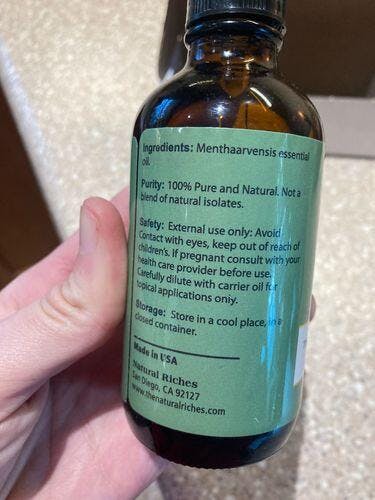 Ingredients: Menthaarvensis essential
oil.
Purity: 100% Pure and Natural. Not a
blend of natural isolates.
Safety: External use only: Avoid
Contact with eyes, keep out of reach of
children's. If pregnant consult with your
health care provider before use.
Carefully dilute with carrier oil for
topical applications oniy.
Storage: Store in a cool place, in a
closed container.
Made in USA
Natural Riches
San Diego, CA 92127
www.thenaturalriches.com